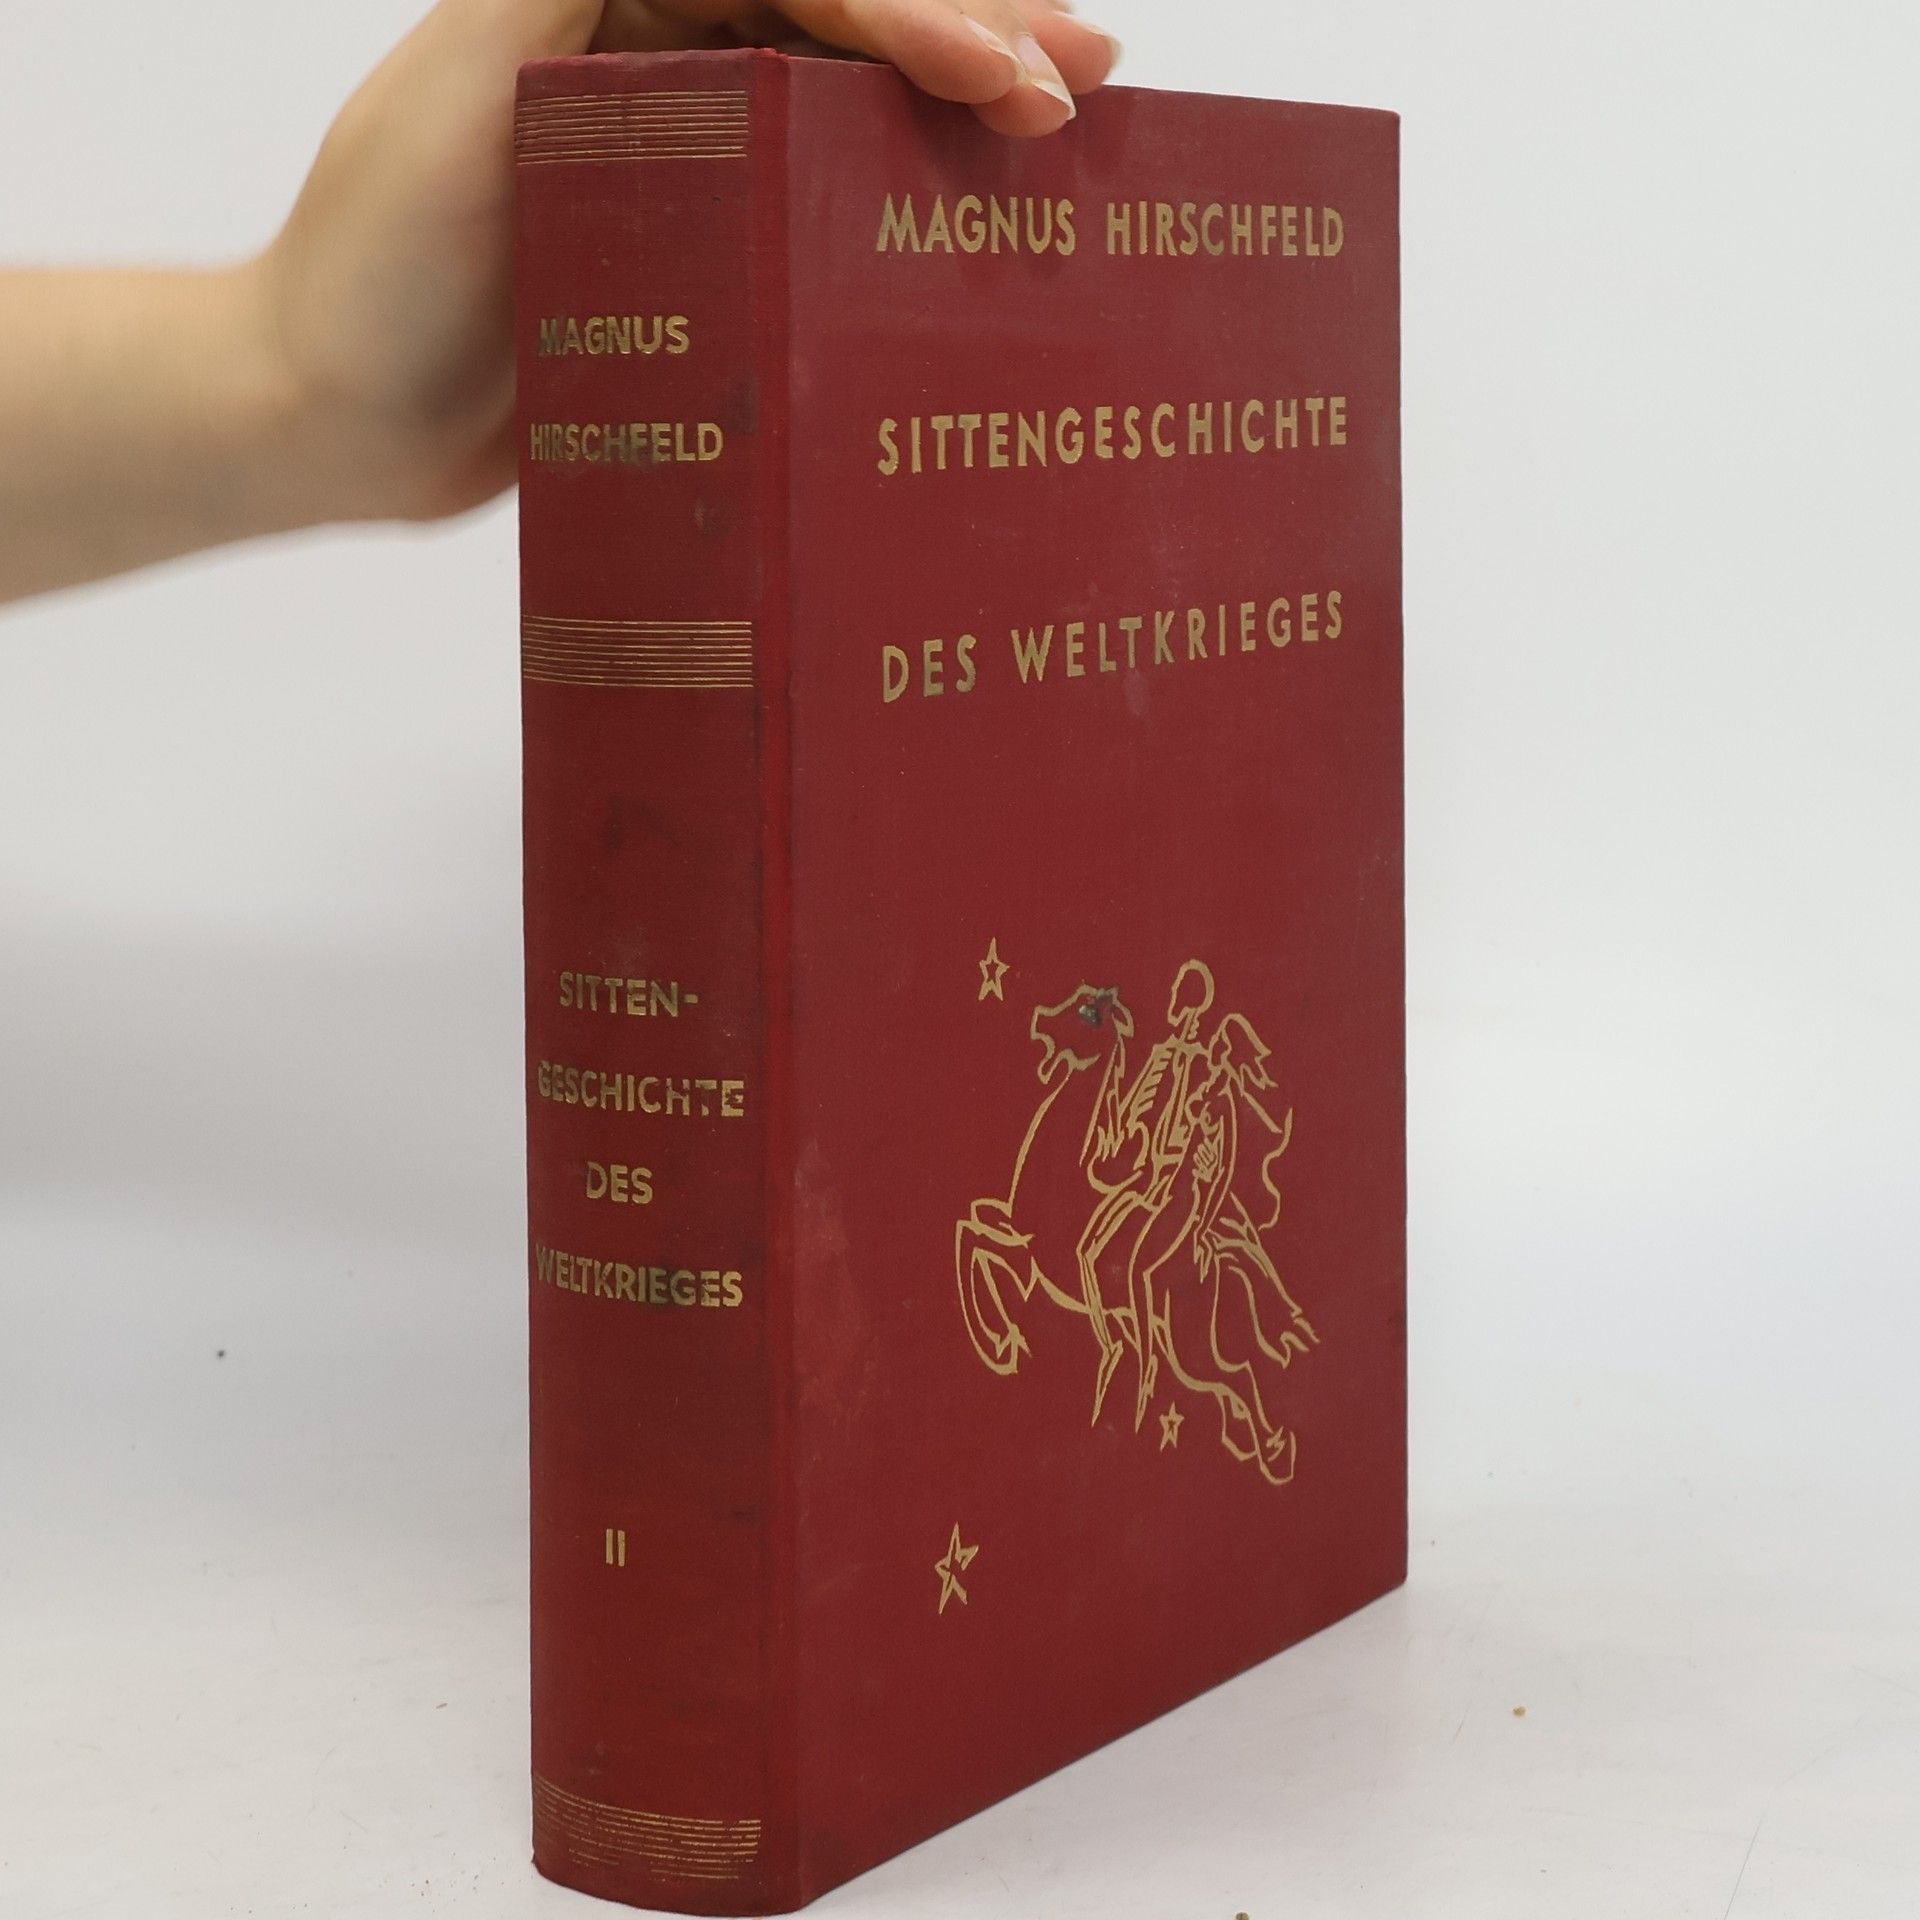 MAGNUS
HIRSCHFELD
SITTEN-
GESCHICHTE
DES
WELTKRIEGES
II
MAGNUS HIRSCHFELD
SITTENGESCHICHTE
DES WELTKRIEGES